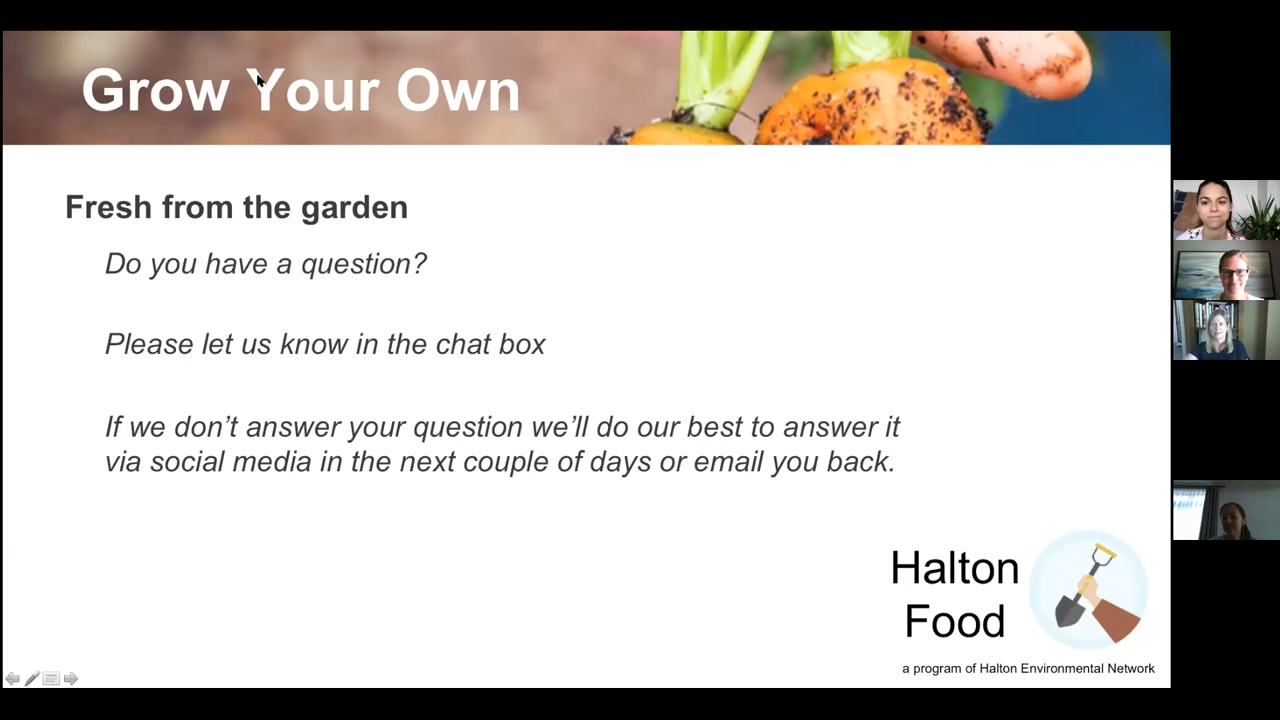 Grow Your Own
Fresh from the garden
Do you have a question?
Please let us know in the chat box
If we don’t answer your question we’ll do our best to answer it
via social media in the next couple of days or email you back.
Halton
Food
a program of Halton Environmental Network